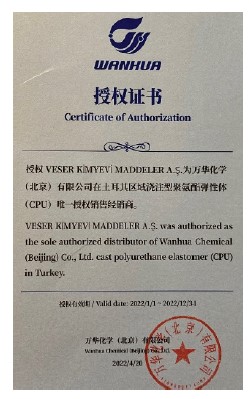 WANHUA
授权证书
Certificate of Authorization
授权 VESER KİMYEVİ MADDELER A.Ş.为万华化学
（北京）有限公司在土耳其区域浇注型聚氨酯弹性体
（CPU）唯一授权销售经销商。
VESER KİMYEVİ MADDELER A.Ş. was authorized as
the sole authorized distributor of Wanhua Chemical
(Beijing) Co., Ltd. cast polyurethane elastomer (CPU)
in Turkey.
授权有效期 / Valid date: 2022/1/1 ~ 2022/12/31
万华化学（北京）有限公司
Wanhua Chemical (Beijing) Co., Ltd.
2022/4/20